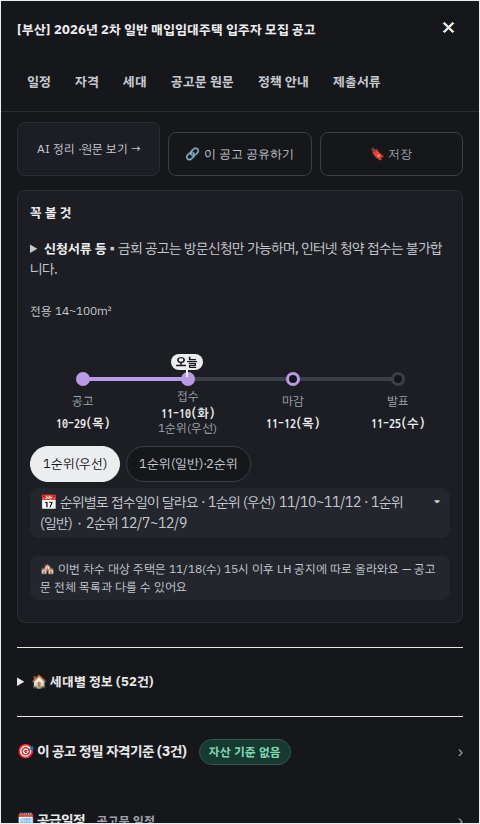 [부산] 2026년 2차 일반 매입임대주택 입주자 모집 공고 ✕
일정 자격 세대 공고문 원문 정책 안내 제출서류
AI 정리 ·원문 보기 → 🔗 이 공고 공유하기 🔖 저장
꼭 볼 것
▶ 신청서류 등 ▪ 금회 공고는 방문신청만 가능하며, 인터넷 청약 접수는 불가합
니다.
전용 14~100m²
오늘
공고 접수 마감 발표
10-29(목) 11-10(화) 11-12(목) 11-25(수)
1순위(우선)
1순위(우선) 1순위(일반)·2순위
📅 순위별로 접수일이 달라요 · 1순위 (우선) 11/10~11/12 · 1순위
(일반) · 2순위 12/7~12/9
🏘️ 이번 차수 대상 주택은 11/18(수) 15시 이후 LH 공지에 따로 올라와요 — 공고
문 전체 목록과 다를 수 있어요
▶ 🏠 세대별 정보 (52건)
🎯 이 공고 정밀 자격기준 (3건) 자산 기준 없음 ›
🗓️ 공급일정 공고문 일정 ›